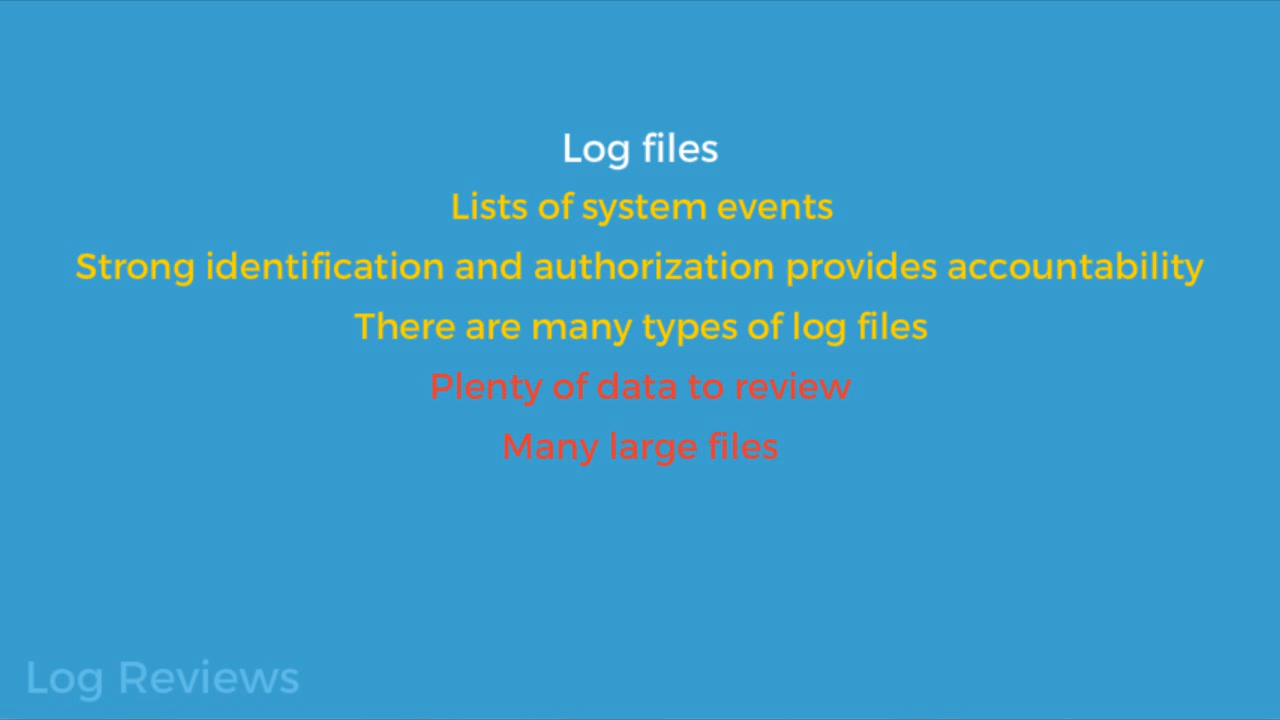 Log files
Lists of system events
Strong identification and authorization provides accountability
There are many types of log files
Plenty of data to review
Many large files
Log Reviews